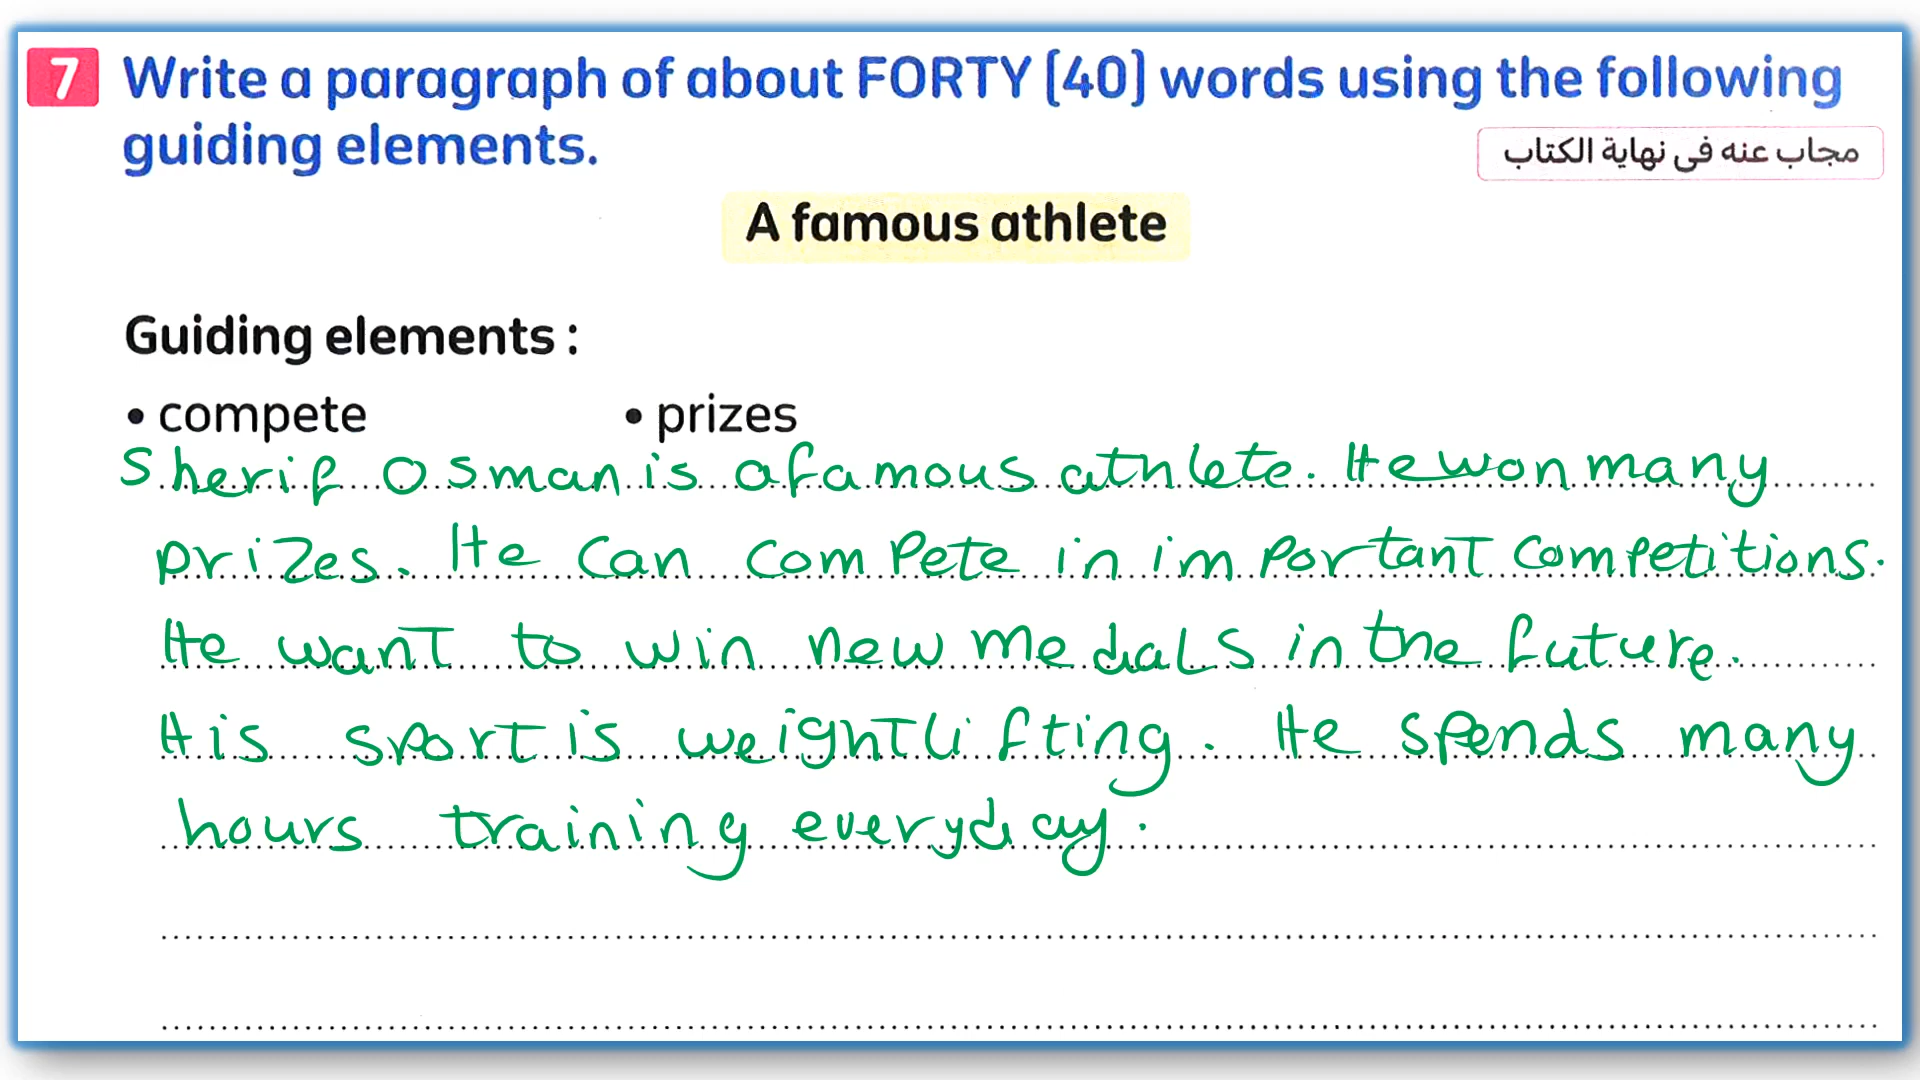 7 Write a paragraph of about FORTY (40) words using the following
guiding elements.
مجاب عنه فى نهاية الكتاب
A famous athlete
Guiding elements :
• compete • prizes
Sherif Osman is a famous athlete. He won many
prizes. He can compete in important competitions.
He want to win new medals in the future.
His sport is weightlifting. He spends many
hours training everyday.